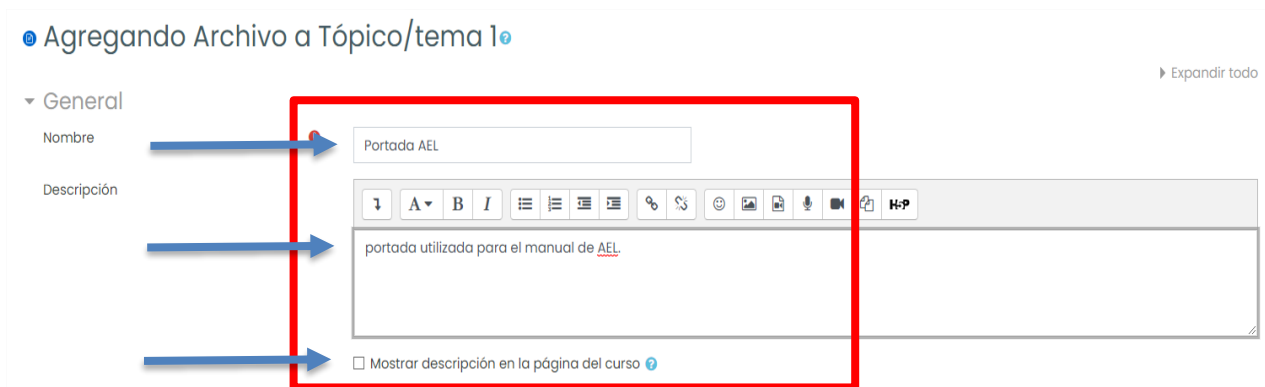 Agregando Archivo a Tópico/tema 1
Expandir todo
General
Nombre
Portada AEL
Descripción
A B I H5P
portada utilizada para el manual de AEL.
Mostrar descripción en la página del curso